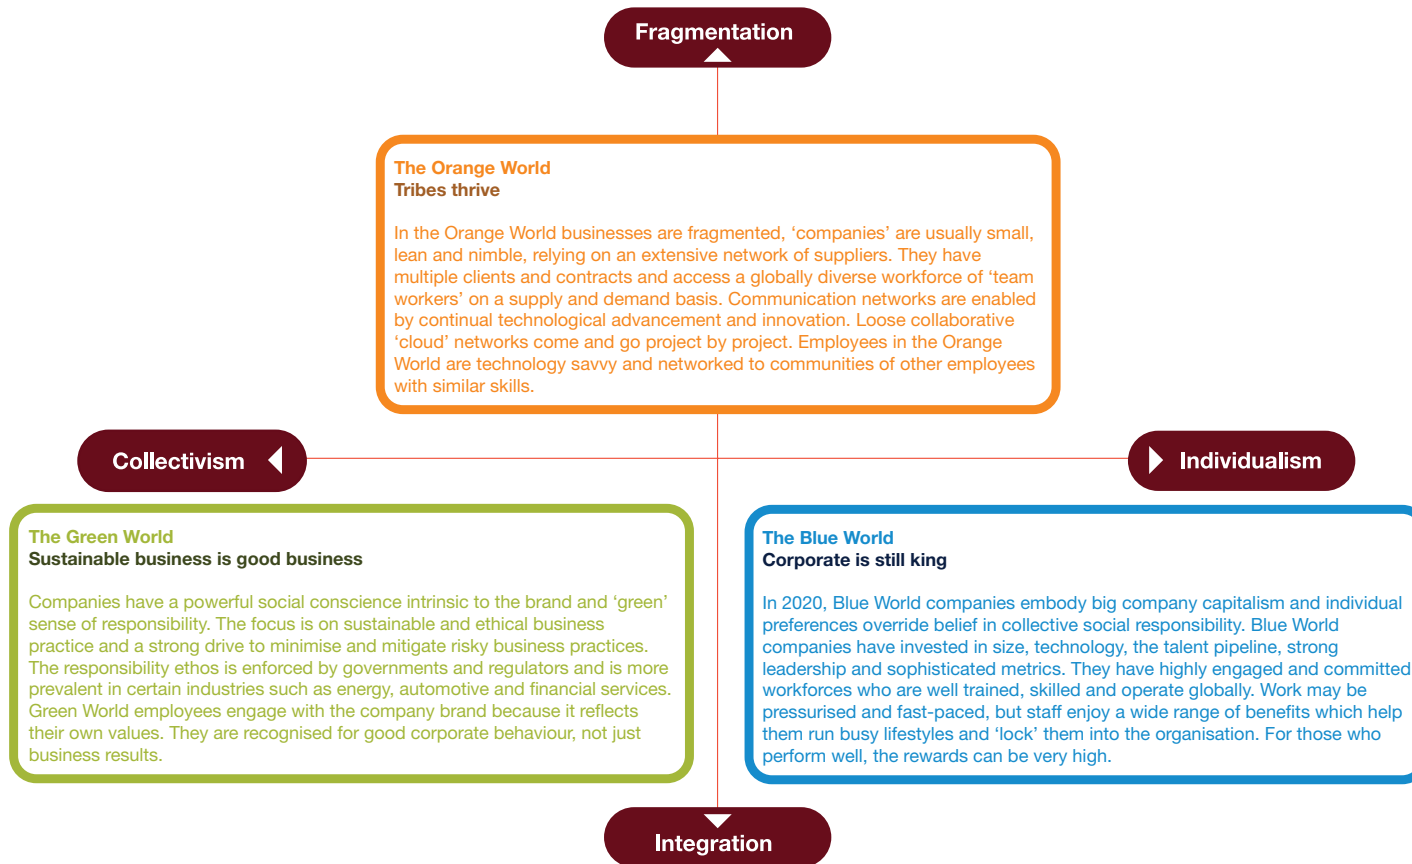 Fragmentation
The Orange World
Tribes thrive
In the Orange World businesses are fragmented, ‘companies’ are usually small,
lean and nimble, relying on an extensive network of suppliers. They have
multiple clients and contracts and access a globally diverse workforce of ‘team
workers’ on a supply and demand basis. Communication networks are enabled
by continual technological advancement and innovation. Loose collaborative
‘cloud’ networks come and go project by project. Employees in the Orange
World are technology savvy and networked to communities of other employees
with similar skills.
Collectivism
Individualism
The Green World
Sustainable business is good business
Companies have a powerful social conscience intrinsic to the brand and ‘green’
sense of responsibility. The focus is on sustainable and ethical business
practice and a strong drive to minimise and mitigate risky business practices.
The responsibility ethos is enforced by governments and regulators and is more
prevalent in certain industries such as energy, automotive and financial services.
Green World employees engage with the company brand because it reflects
their own values. They are recognised for good corporate behaviour, not just
business results.
The Blue World
Corporate is still king
In 2020, Blue World companies embody big company capitalism and individual
preferences override belief in collective social responsibility. Blue World
companies have invested in size, technology, the talent pipeline, strong
leadership and sophisticated metrics. They have highly engaged and committed
workforces who are well trained, skilled and operate globally. Work may be
pressurised and fast-paced, but staff enjoy a wide range of benefits which help
them run busy lifestyles and ‘lock’ them into the organisation. For those who
perform well, the rewards can be very high.
Integration